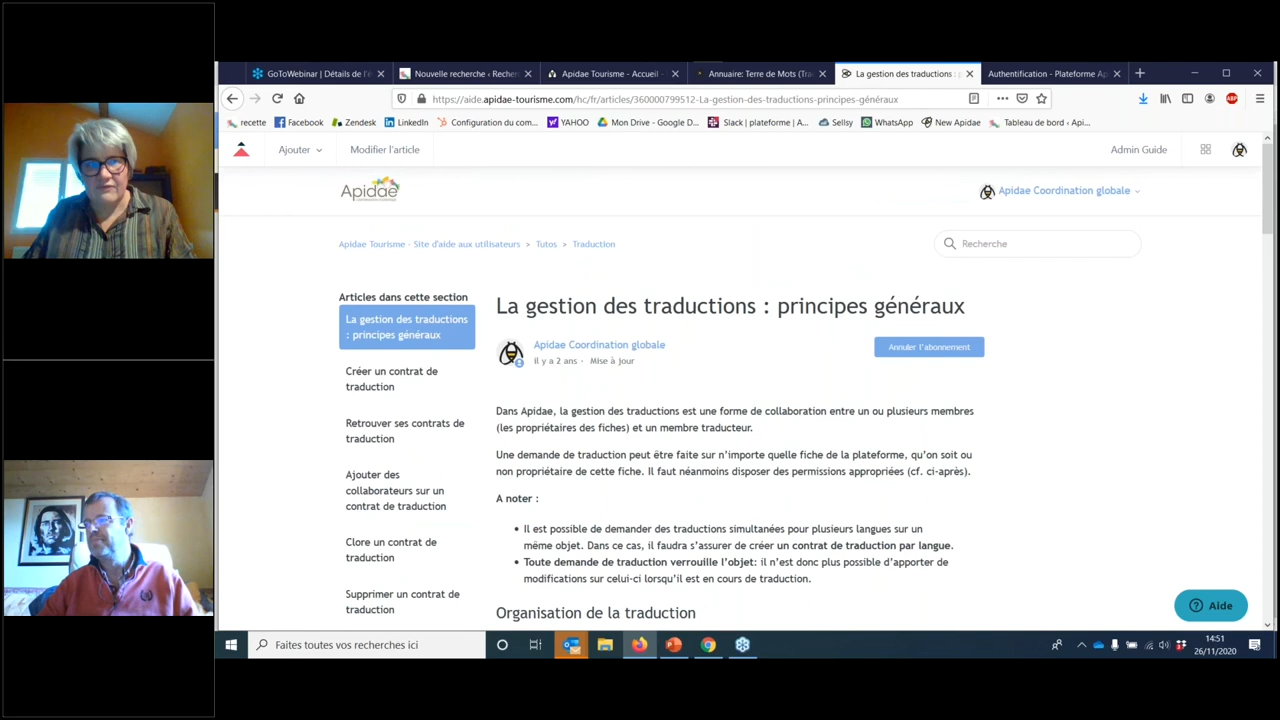 GoToWebinar | Détails de l'é
Nouvelle recherche ‹ Recher
Apidae Tourisme - Accueil -
Annuaire: Terre de Mots (Tra
La gestion des traductions : p
Authentification - Plateforme Ap
https://aide.apidae-tourisme.com/hc/fr/articles/360000799512-La-gestion-des-traductions-principes-généraux
ABP
recette
Facebook
Zendesk
LinkedIn
Configuration du com...
YAHOO
Mon Drive - Google D...
Slack | plateforme | A...
Sellsy
WhatsApp
New Apidae
Tableau de bord ‹ Api...
Ajouter
Modifier l'article
Admin Guide
Apidae
Apidae Coordination globale
Apidae Tourisme - Site d'aide aux utilisateurs > Tutos > Traduction
Recherche
Articles dans cette section
La gestion des traductions
: principes généraux
Créer un contrat de
traduction
Retrouver ses contrats de
traduction
Ajouter des
collaborateurs sur un
contrat de traduction
Clore un contrat de
traduction
Supprimer un contrat de
traduction
La gestion des traductions : principes généraux
Apidae Coordination globale
Il y a 2 ans · Mise à jour
Annuler l'abonnement
Dans Apidae, la gestion des traductions est une forme de collaboration entre un ou plusieurs membres
(les propriétaires des fiches) et un membre traducteur.
Une demande de traduction peut être faite sur n'importe quelle fiche de la plateforme, qu'on soit ou
non propriétaire de cette fiche. Il faut néanmoins disposer des permissions appropriées (cf. ci-après).
A noter :
• Il est possible de demander des traductions simultanées pour plusieurs langues sur un
même objet. Dans ce cas, il faudra s'assurer de créer un contrat de traduction par langue.
• Toute demande de traduction verrouille l'objet: il n'est donc plus possible d'apporter de
modifications sur celui-ci lorsqu'il est en cours de traduction.
Organisation de la traduction
Aide
Faites toutes vos recherches ici
14:51
26/11/2020